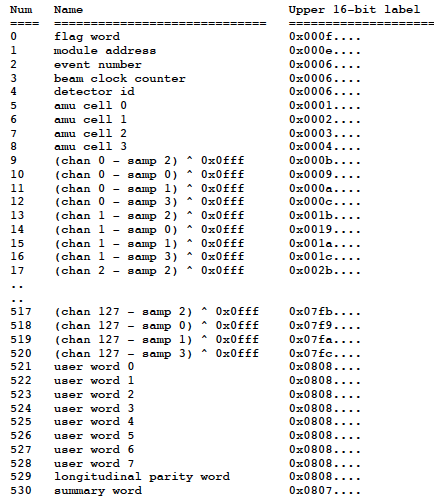 Num Name Upper 16-bit label
==== ============================= ====================
0 flag word 0x000f....
1 module address 0x000e....
2 event number 0x0006....
3 beam clock counter 0x0006....
4 detector id 0x0006....
5 amu cell 0 0x0001....
6 amu cell 1 0x0002....
7 amu cell 2 0x0003....
8 amu cell 3 0x0004....
9 (chan 0 - samp 2) ^ 0x0fff 0x000b....
10 (chan 0 - samp 0) ^ 0x0fff 0x0009....
11 (chan 0 - samp 1) ^ 0x0fff 0x000a....
12 (chan 0 - samp 3) ^ 0x0fff 0x000c....
13 (chan 1 - samp 2) ^ 0x0fff 0x001b....
14 (chan 1 - samp 0) ^ 0x0fff 0x0019....
15 (chan 1 - samp 1) ^ 0x0fff 0x001a....
16 (chan 1 - samp 3) ^ 0x0fff 0x001c....
17 (chan 2 - samp 2) ^ 0x0fff 0x002b....
..
..
517 (chan 127 - samp 2) ^ 0x0fff 0x07fb....
518 (chan 127 - samp 0) ^ 0x0fff 0x07f9....
519 (chan 127 - samp 1) ^ 0x0fff 0x07fa....
520 (chan 127 - samp 3) ^ 0x0fff 0x07fc....
521 user word 0 0x0808....
522 user word 1 0x0808....
523 user word 2 0x0808....
524 user word 3 0x0808....
525 user word 4 0x0808....
526 user word 5 0x0808....
527 user word 6 0x0808....
528 user word 7 0x0808....
529 longitudinal parity word 0x0808....
530 summary word 0x0807....